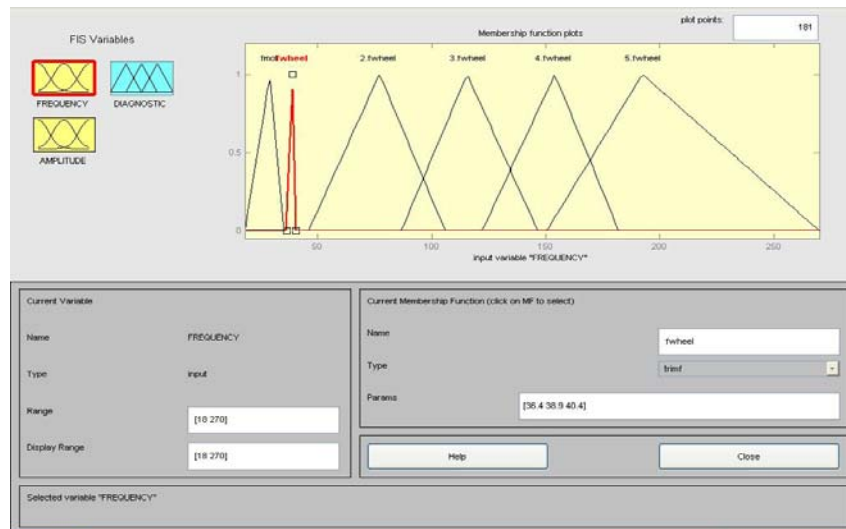 FIS Variables
FREQUENCY
DIAGNOSTIC
AMPLITUDE
plot points:
181
Membership function plots
fwheel
2.fwheel
3.fwheel
4.fwheel
5.fwheel
1
0.5
0
50
100
150
200
250
input variable "FREQUENCY"
Current Variable
Name
FREQUENCY
Type
input
Range
[18 270]
Display Range
[18 270]
Current Membership Function (click on MF to select)
Name
fwheel
Type
trimf
Params
[36.4 38.9 40.4]
Help
Close
Selected variable "FREQUENCY"